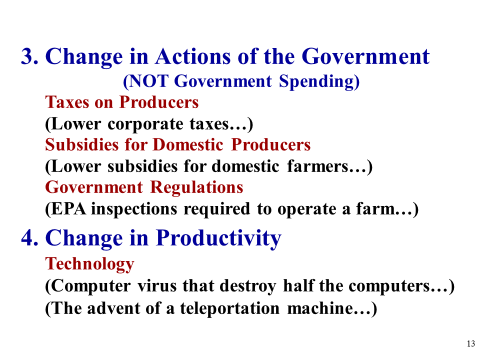 3. Change in Actions of the Government
(NOT Government Spending)
Taxes on Producers
(Lower corporate taxes…)
Subsidies for Domestic Producers
(Lower subsidies for domestic farmers…)
Government Regulations
(EPA inspections required to operate a farm…)
4. Change in Productivity
Technology
(Computer virus that destroy half the computers…)
(The advent of a teleportation machine…)
13